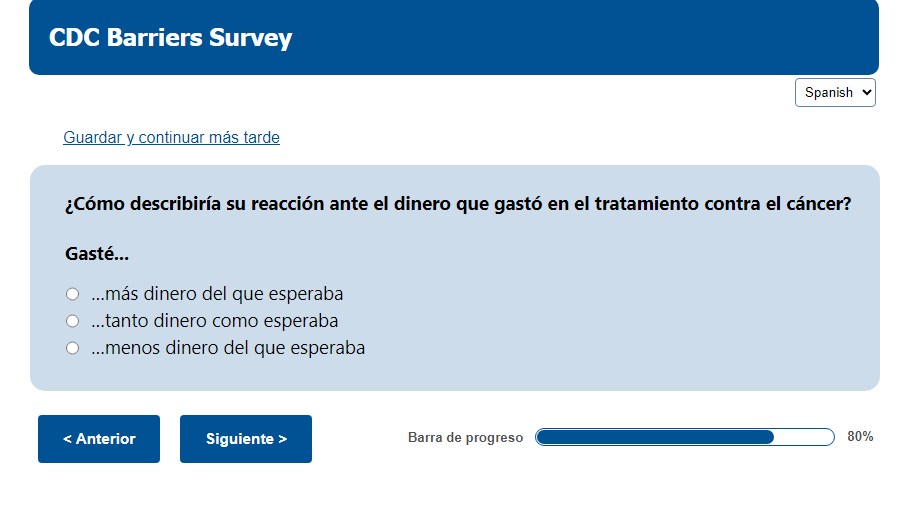 CDC Barriers Survey
Spanish
Guardar y continuar más tarde
¿Cómo describiría su reacción ante el dinero que gastó en el tratamiento contra el cáncer?
Gasté...
...más dinero del que esperaba
...tanto dinero como esperaba
...menos dinero del que esperaba
< Anterior
Siguiente >
Barra de progreso
80%